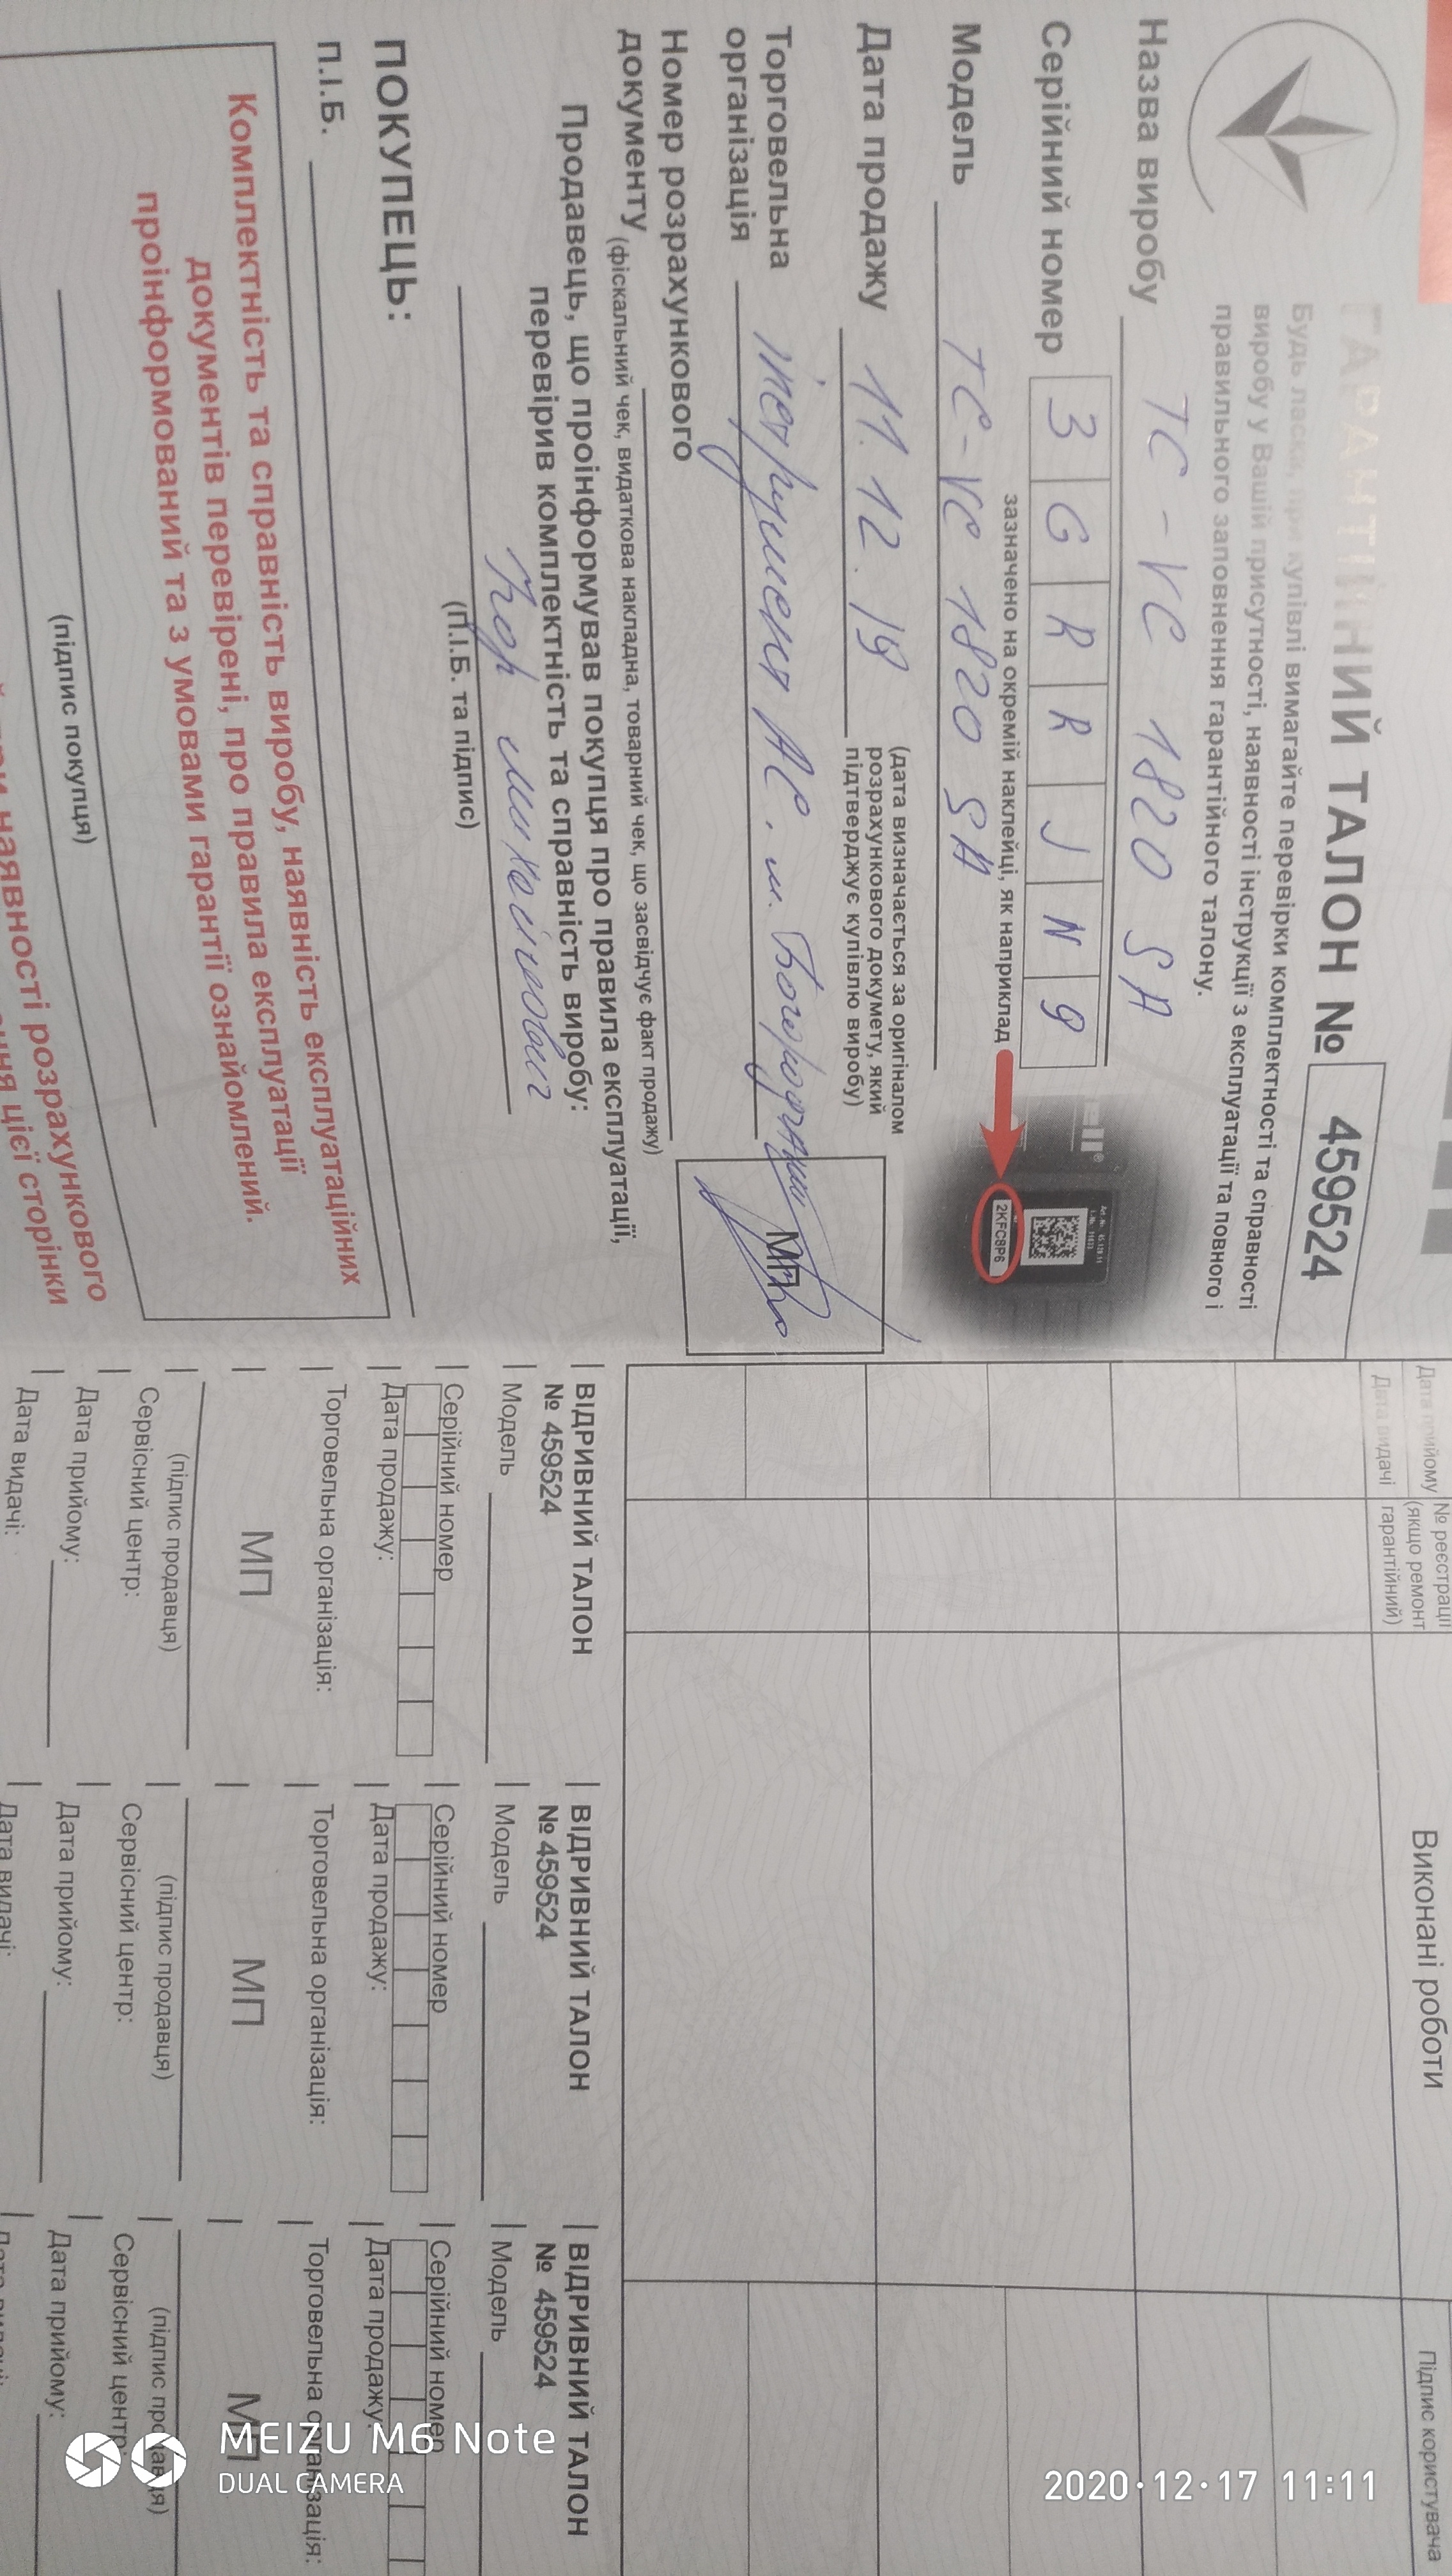 ГАРАНТІЙНИЙ ТАЛОН № 459524
Будь ласка, при купівлі вимагайте перевірки комплектності та справності
виробу у Вашій присутності, наявності інструкції з експлуатації та повного і
правильного заповнення гарантійного талону.
Назва виробу TC-VC 1820 SA
Серійний номер 3 G R R J N 9
зазначено на окремій наклейці, як наприклад
ell®
2KFC8P6
Модель TC-VC 1820 SA
Дата продажу 11.12.19
(дата визначається за оригіналом
розрахункового докумету, який
підтверджує купівлю виробу)
Торговельна
організація
МП
Номер розрахункового
документу
(фіскальний чек, видаткова накладна, товарний чек, що засвідчує факт продажу)
Продавець, що проінформував покупця про правила експлуатації,
перевірив комплектність та справність виробу:
(П.І.Б. та підпис)
ПОКУПЕЦЬ:
П.І.Б.
Комплектність та справність виробу, наявність експлуатаційних
документів перевірені, про правила експлуатації
проінформований та з умовами гарантії ознайомлений.
(підпис покупця)
наявності розрахункового
цієї сторінки
Дата прийому
Дата видачі
№ реєстрації
(якщо ремонт
гарантійний)
Виконані роботи
Підпис користувача
ВІДРИВНИЙ ТАЛОН
№ 459524
Модель
Серійний номер
Дата продажу:
Торговельна організація:
МП
(підпис продавця)
Сервісний центр:
Дата прийому:
Дата видачі:
ВІДРИВНИЙ ТАЛОН
№ 459524
Модель
Серійний номер
Дата продажу:
Торговельна організація:
МП
(підпис продавця)
Сервісний центр:
Дата прийому:
Дата видачі:
ВІДРИВНИЙ ТАЛОН
№ 459524
Модель
Серійний номер
Дата продажу:
Торговельна організація:
МП
(підпис продавця)
Сервісний центр
Дата прийому:
MEIZU M6 Note
DUAL CAMERA
2020·12·17 11:11